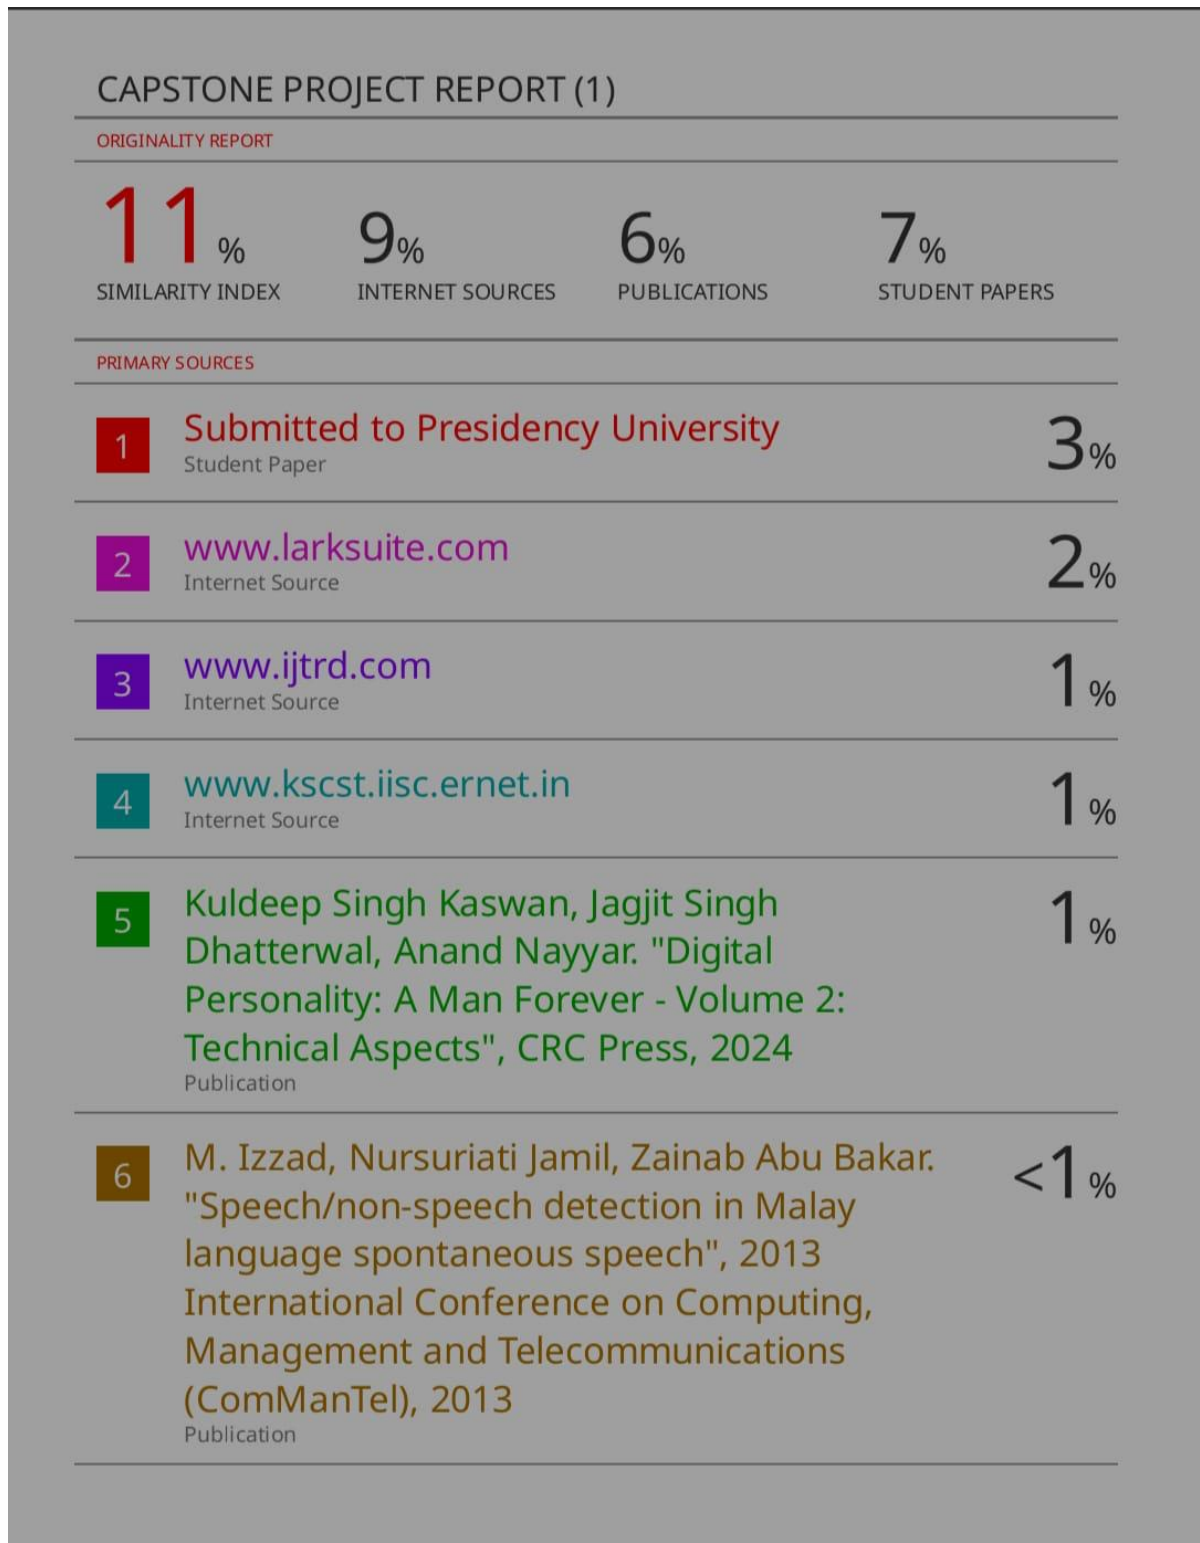 CAPSTONE PROJECT REPORT (1)
ORIGINALITY REPORT
11% 9% 6% 7%
SIMILARITY INDEX INTERNET SOURCES PUBLICATIONS STUDENT PAPERS
PRIMARY SOURCES
1 Submitted to Presidency University 3%
Student Paper
2 www.larksuite.com 2%
Internet Source
3 www.ijtrd.com 1%
Internet Source
4 www.kscst.iisc.ernet.in 1%
Internet Source
5 Kuldeep Singh Kaswan, Jagjit Singh 1%
Dhatterwal, Anand Nayyar. "Digital
Personality: A Man Forever - Volume 2:
Technical Aspects", CRC Press, 2024
Publication
6 M. Izzad, Nursuriati Jamil, Zainab Abu Bakar. <1%
"Speech/non-speech detection in Malay
language spontaneous speech", 2013
International Conference on Computing,
Management and Telecommunications
(ComManTel), 2013
Publication